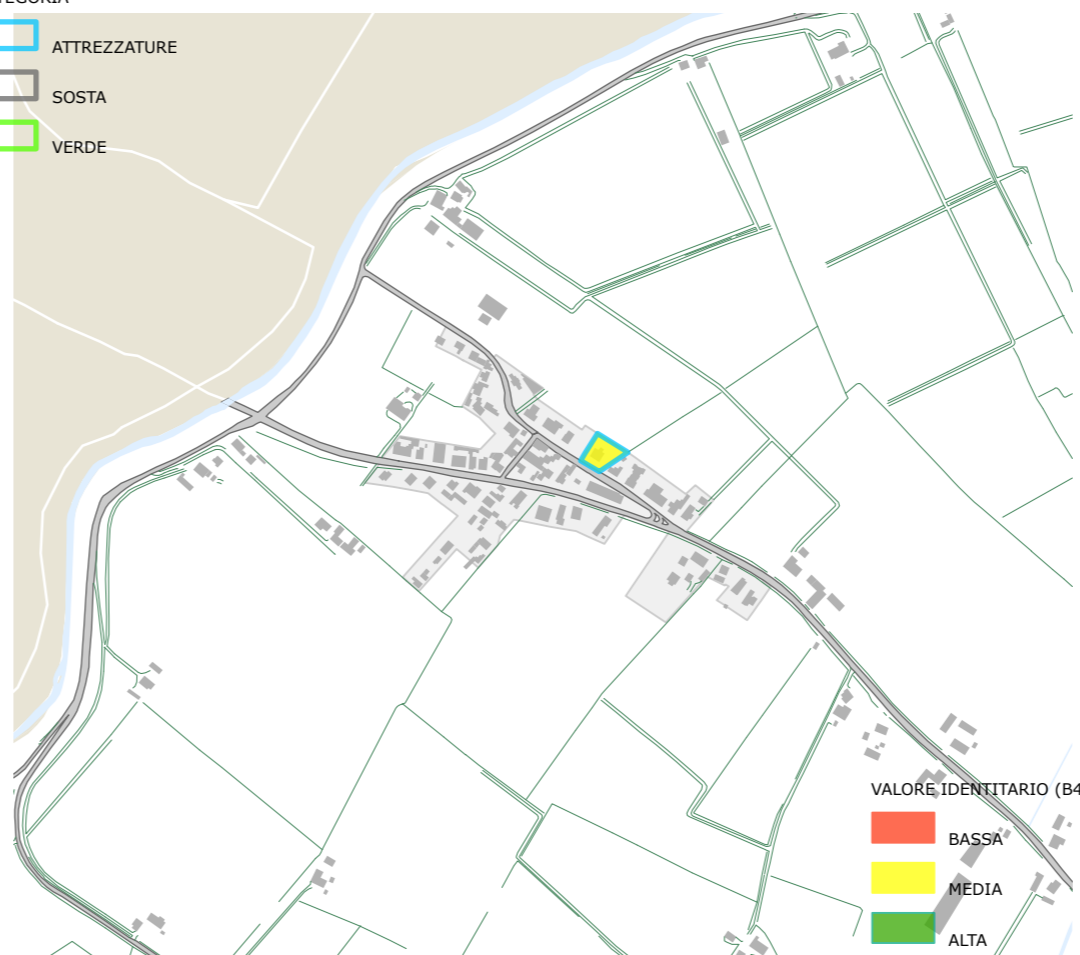 ATTREZZATURE
SOSTA
VERDE
VALORE IDENTITARIO (B4
BASSA
MEDIA
ALTA